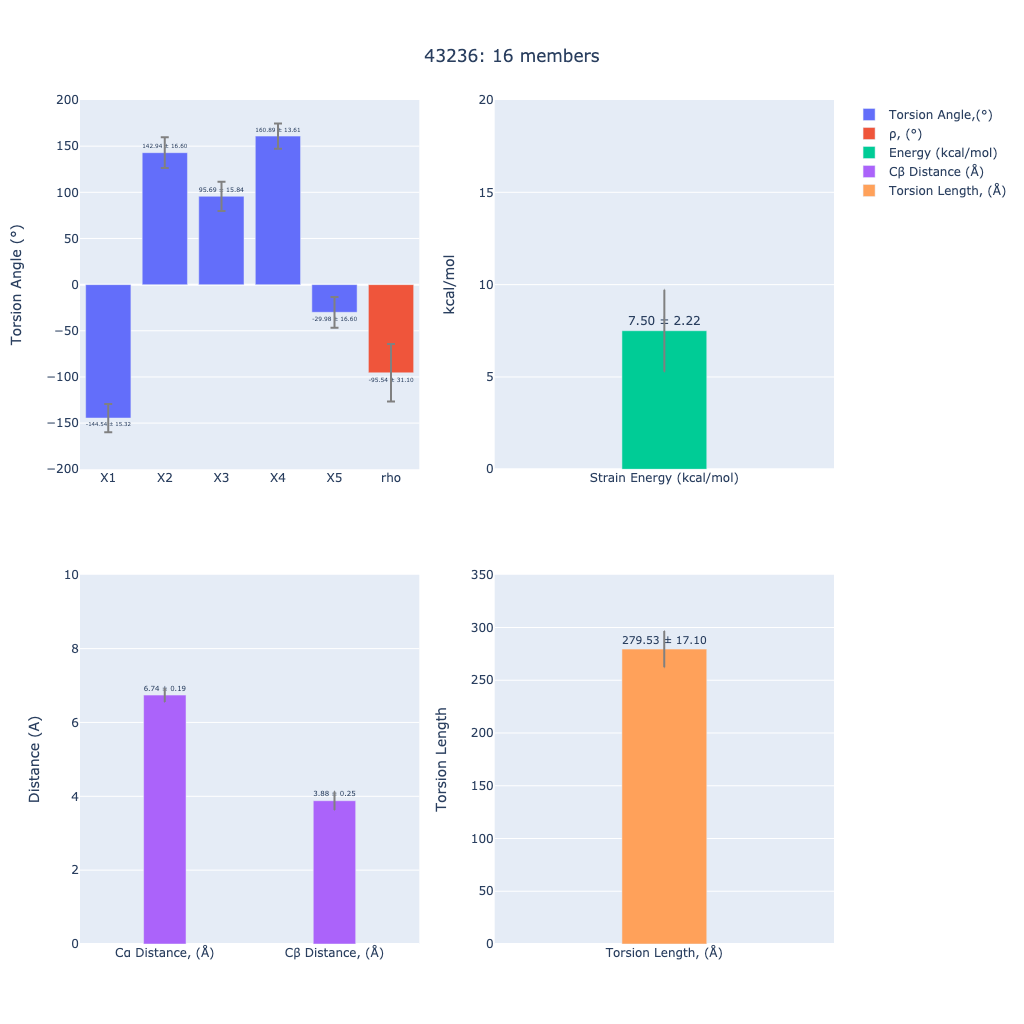 43236: 16 members
Torsion Angle (°)
200
150
100
50
0
−50
−100
−150
−200
-144.54 ± 15.32
142.94 ± 16.60
95.69 ± 15.84
160.89 ± 13.61
-29.98 ± 16.60
-95.54 ± 31.10
X1 X2 X3 X4 X5 rho
kcal/mol
20
15
10
5
0
7.50 ± 2.22
Strain Energy (kcal/mol)
Torsion Angle,(°)
ρ, (°)
Energy (kcal/mol)
Cβ Distance (Å)
Torsion Length, (Å)
Distance (A)
10
8
6
4
2
0
6.74 ± 0.19
3.88 ± 0.25
Cα Distance, (Å) Cβ Distance, (Å)
Torsion Length
350
300
250
200
150
100
50
0
279.53 ± 17.10
Torsion Length, (Å)